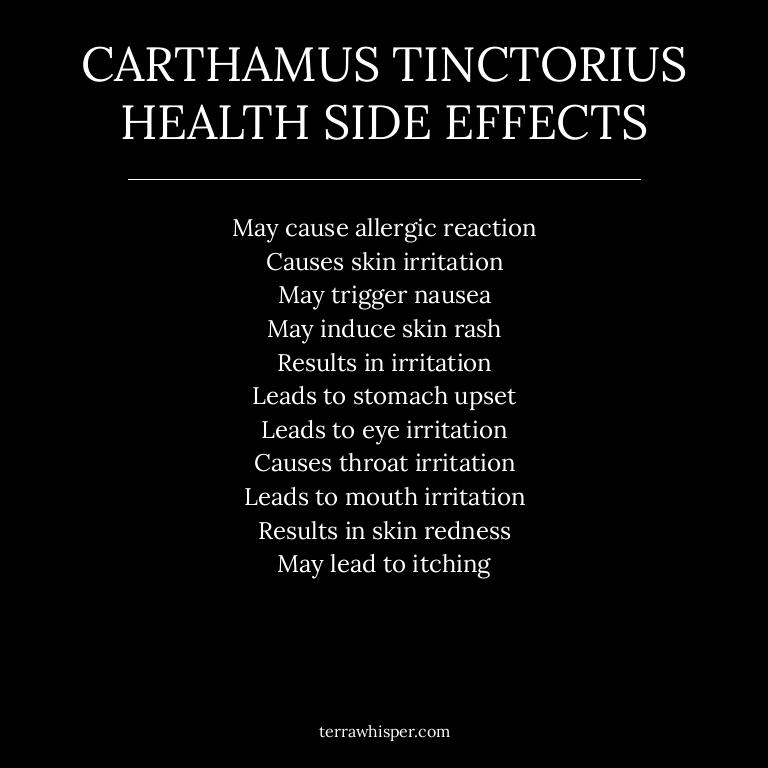 CARTHAMUS TINCTORIUS
HEALTH SIDE EFFECTS
May cause allergic reaction
Causes skin irritation
May trigger nausea
May induce skin rash
Results in irritation
Leads to stomach upset
Leads to eye irritation
Causes throat irritation
Leads to mouth irritation
Results in skin redness
May lead to itching
terrawhisper.com